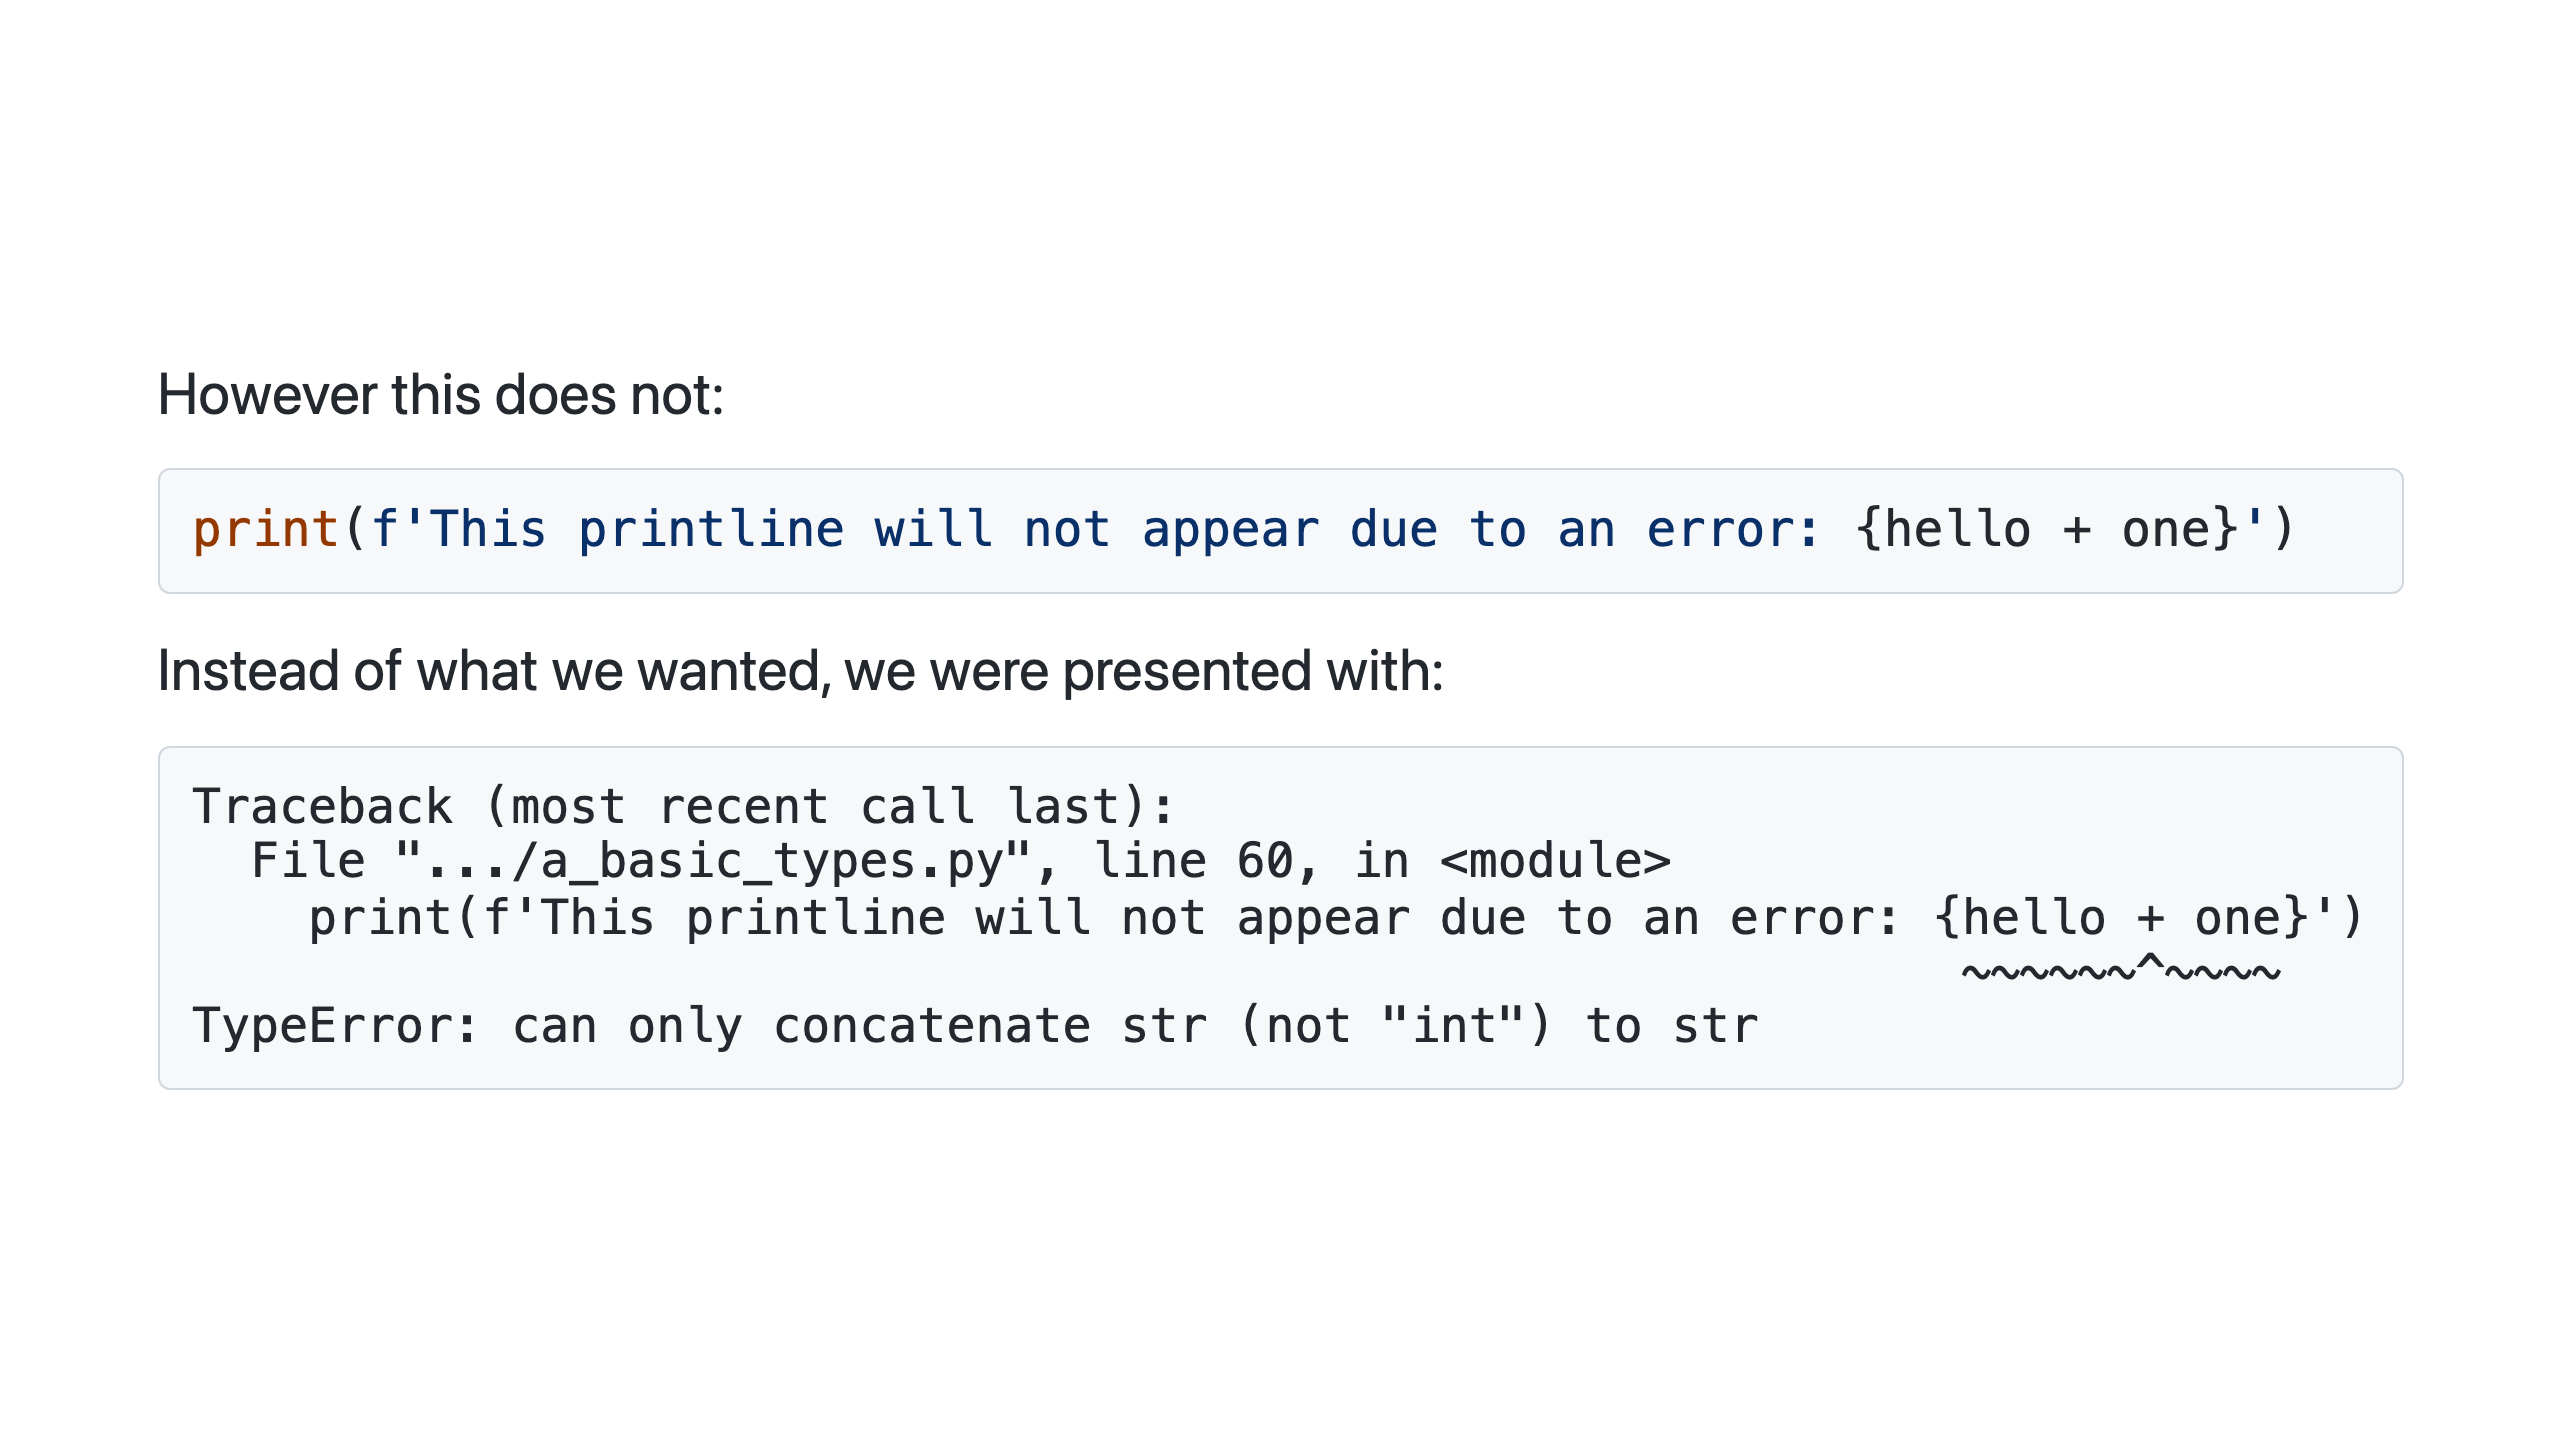 However this does not:
print(f'This printline will not appear due to an error: {hello + one}')
Instead of what we wanted, we were presented with:
Traceback (most recent call last):
  File ".../a_basic_types.py", line 60, in <module>
    print(f'This printline will not appear due to an error: {hello + one}')
                                                             ~~~~~~^~~~
TypeError: can only concatenate str (not "int") to str